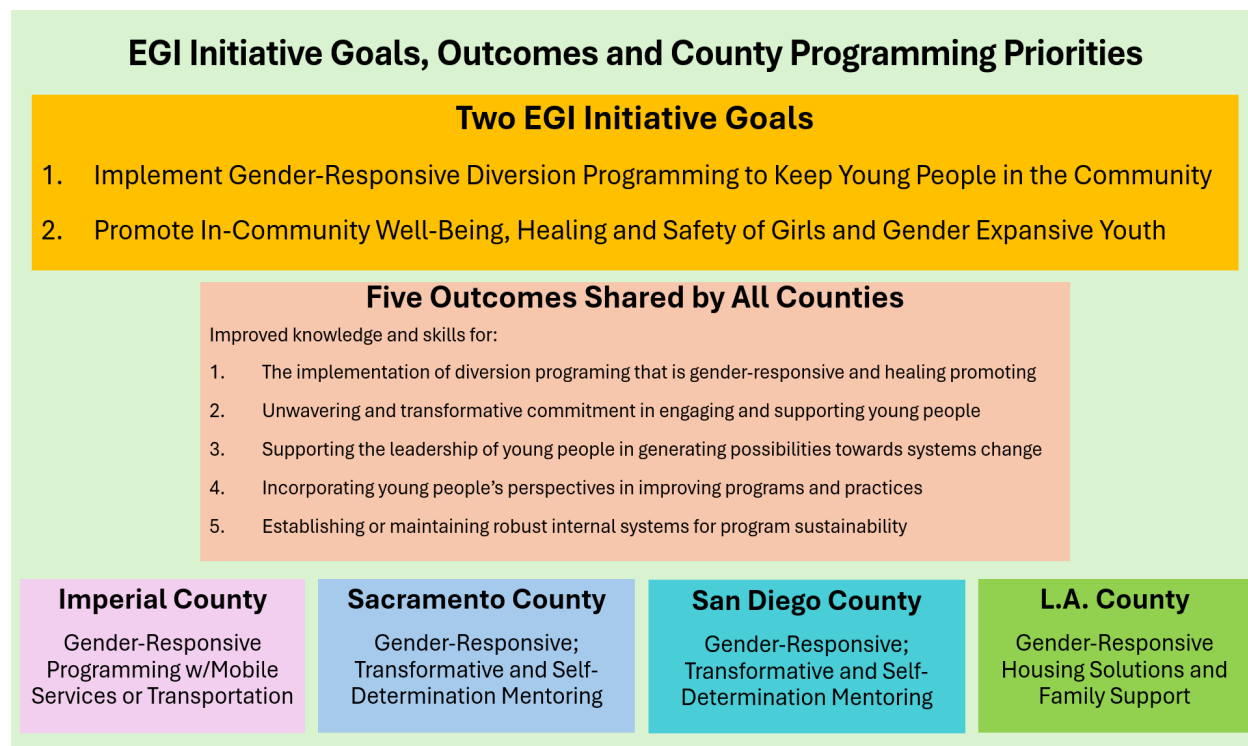 EGI Initiative Goals, Outcomes and County Programming Priorities
Two EGI Initiative Goals
1. Implement Gender-Responsive Diversion Programming to Keep Young People in the Community
2. Promote In-Community Well-Being, Healing and Safety of Girls and Gender Expansive Youth
Five Outcomes Shared by All Counties
Improved knowledge and skills for:
1. The implementation of diversion programing that is gender-responsive and healing promoting
2. Unwavering and transformative commitment in engaging and supporting young people
3. Supporting the leadership of young people in generating possibilities towards systems change
4. Incorporating young people’s perspectives in improving programs and practices
5. Establishing or maintaining robust internal systems for program sustainability
Imperial County
Gender-Responsive
Programming w/Mobile
Services or Transportation
Sacramento County
Gender-Responsive;
Transformative and Self-
Determination Mentoring
San Diego County
Gender-Responsive;
Transformative and Self-
Determination Mentoring
L.A. County
Gender-Responsive
Housing Solutions and
Family Support